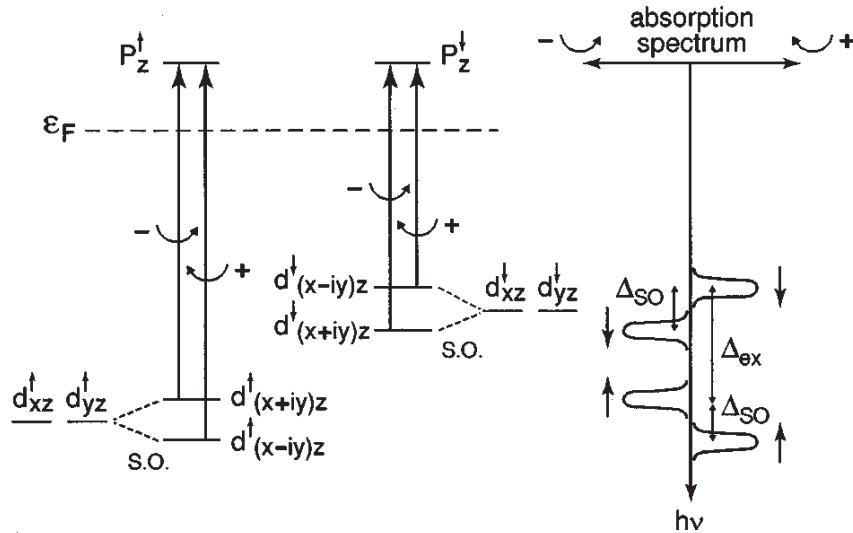 P↑z
P↓z
− absorption +
spectrum
εF
−
+
−
+
d↓(x−iy)z
d↓xz d↓yz
d↓(x+iy)z
S.O.
d↑xz d↑yz
d↑(x+iy)z
d↑(x−iy)z
S.O.
ΔSO
Δex
ΔSO
hν